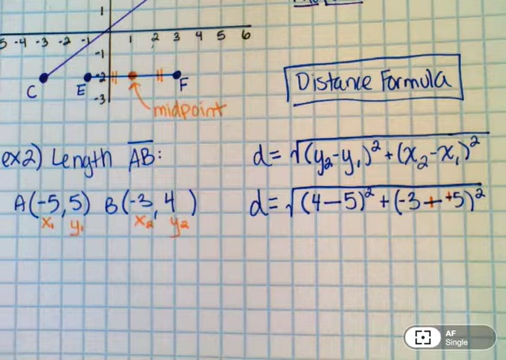 -5 -4 -3 -2 -1 1 2 3 4 5 6
-1
-2
-3
C E F
midpoint
Distance Formula
ex2) Length A̅B̅:
d=√(y₂-y₁)²+(x₂-x₁)²
A(-5,5) B(-3,4)
x₁ y₁ x₂ y₂
d=√(4-5)²+(-3++5)²
AF
Single